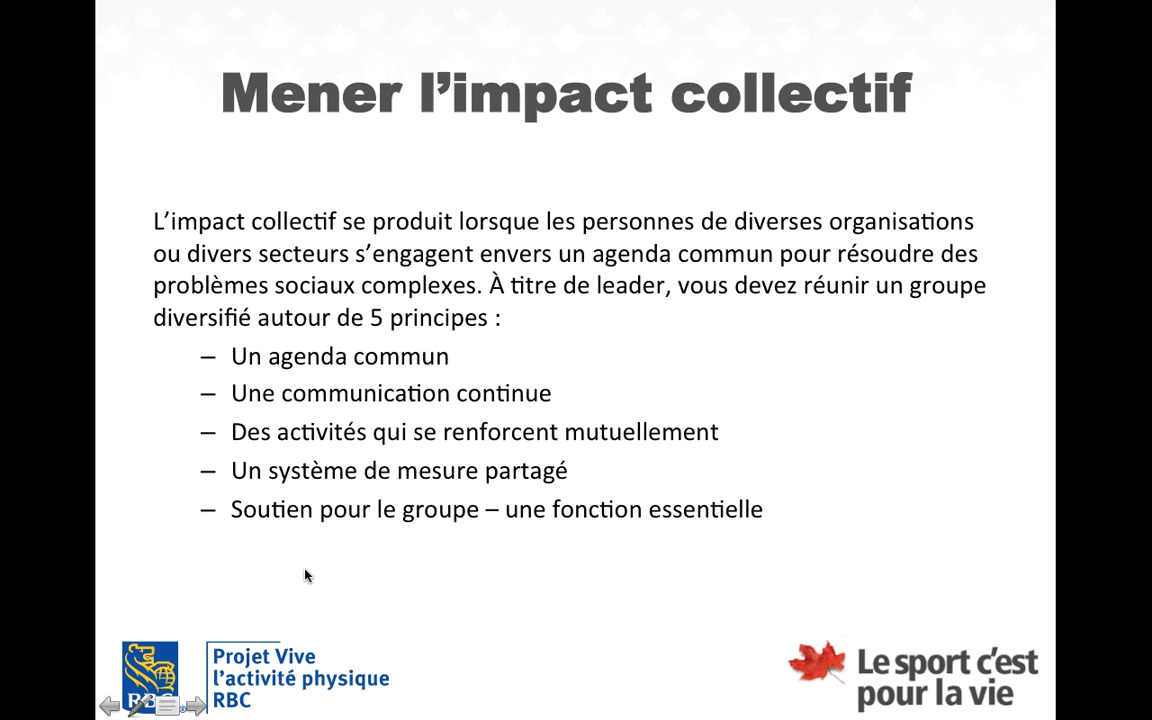 Mener l’impact collectif
L’impact collectif se produit lorsque les personnes de diverses organisations
ou divers secteurs s’engagent envers un agenda commun pour résoudre des
problèmes sociaux complexes. À titre de leader, vous devez réunir un groupe
diversifié autour de 5 principes :
– Un agenda commun
– Une communication continue
– Des activités qui se renforcent mutuellement
– Un système de mesure partagé
– Soutien pour le groupe – une fonction essentielle
RBC
Projet Vive
l’activité physique
RBC
Le sport c’est
pour la vie